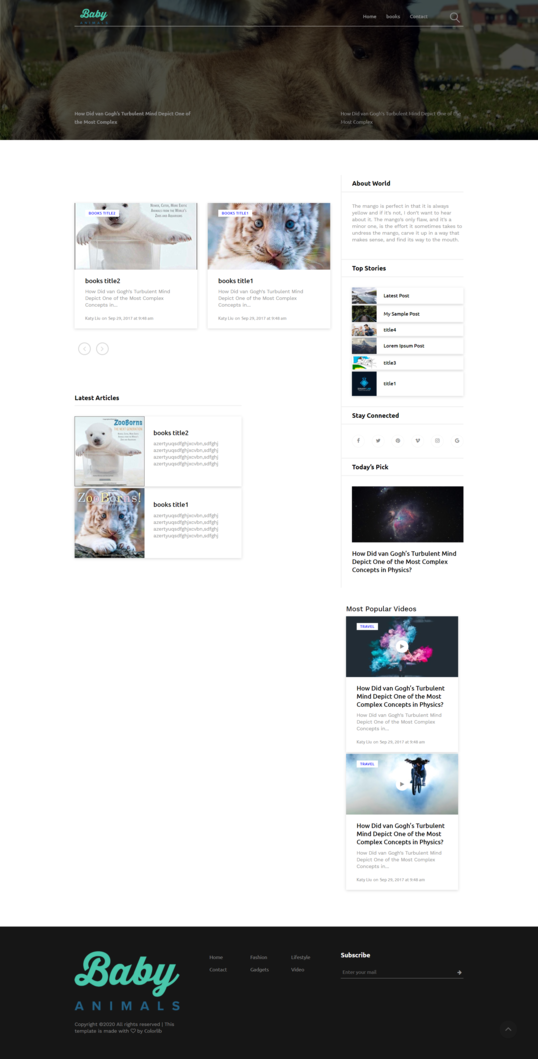 Baby
ANIMALS
Home books Contact
How Did van Gogh's Turbulent Mind Depict One of
the Most Complex
How Did van Gogh's Turbulent Mind Depict One of the
Most Complex
BOOKS TITLE2
books title2
How Did Van Gogh's Turbulent Mind
Depict One of the Most Complex
Concepts in...
Katy Liu on Sep 29, 2017 at 9:48 am
BOOKS TITLE1
books title1
How Did Van Gogh's Turbulent Mind
Depict One of the Most Complex
Concepts in...
Katy Liu on Sep 29, 2017 at 9:48 am
Latest Articles
ZooBorns
books title2
ZooBorns!
books title1
About World
The mango is perfect in that it is always
yellow and if it's not, I don't want to hear
about it. The mango's only flaw, and it's a
minor one, is the effort it sometimes takes to
undress the mango, carve it up in a way that
makes sense, and find its way to the mouth.
Top Stories
Latest Post
My Sample Post
title4
Lorem Ipsum Post
title3
title1
Stay Connected
Today's Pick
How Did Van Gogh's Turbulent Mind
Depict One of the Most Complex
Concepts in Physics?
Most Popular Videos
TRAVEL
How Did van Gogh's Turbulent
Mind Depict One of the Most
Complex Concepts in Physics?
How Did Van Gogh's Turbulent Mind
Depict One of the Most Complex
Concepts in...
Katy Liu on Sep 29, 2017 at 9:48 am
TRAVEL
How Did van Gogh's Turbulent
Mind Depict One of the Most
Complex Concepts in Physics?
How Did Van Gogh's Turbulent Mind
Depict One of the Most Complex
Concepts in...
Katy Liu on Sep 29, 2017 at 9:48 am
Baby
ANIMALS
Copyright ©2020 All rights reserved | This
template is made with ♡ by Colorlib
Home Fashion Lifestyle
Contact Gadgets Video
Subscribe
Enter your mail